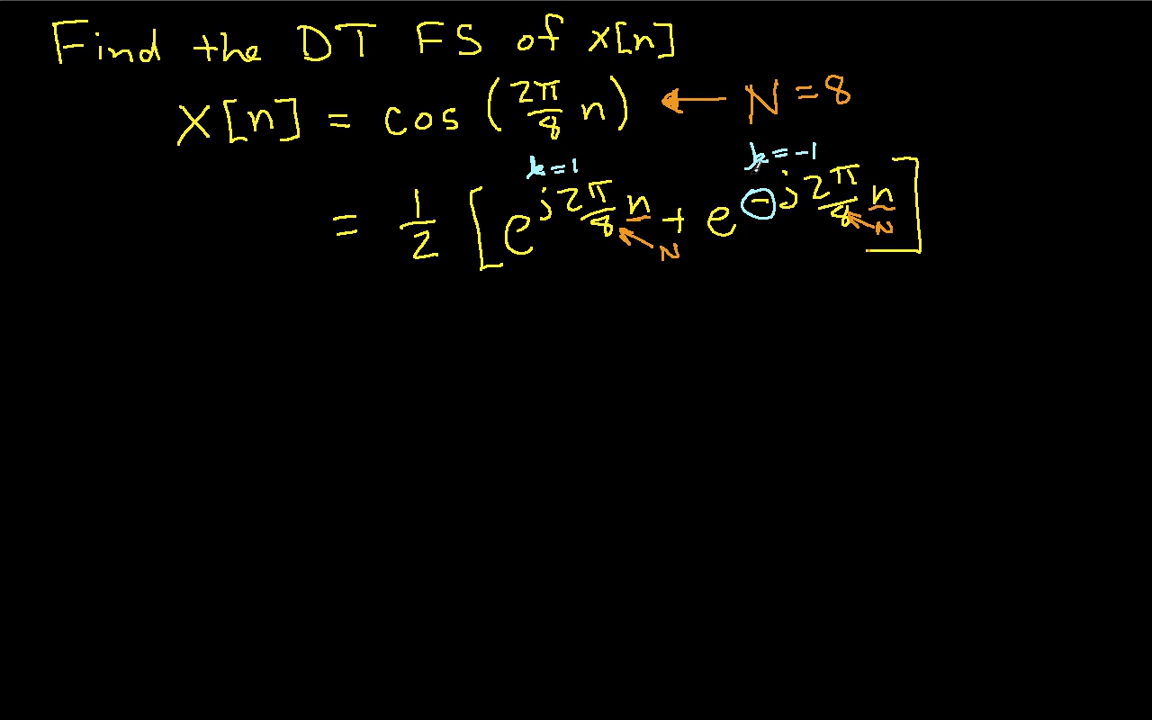 Find the DT FS of x[n]
x[n] = cos (2π/8 n) ← N = 8
k=1 k=-1
= 1/2 [e^{j2π/8 n} + e^{-j2π/8 n}]
N N